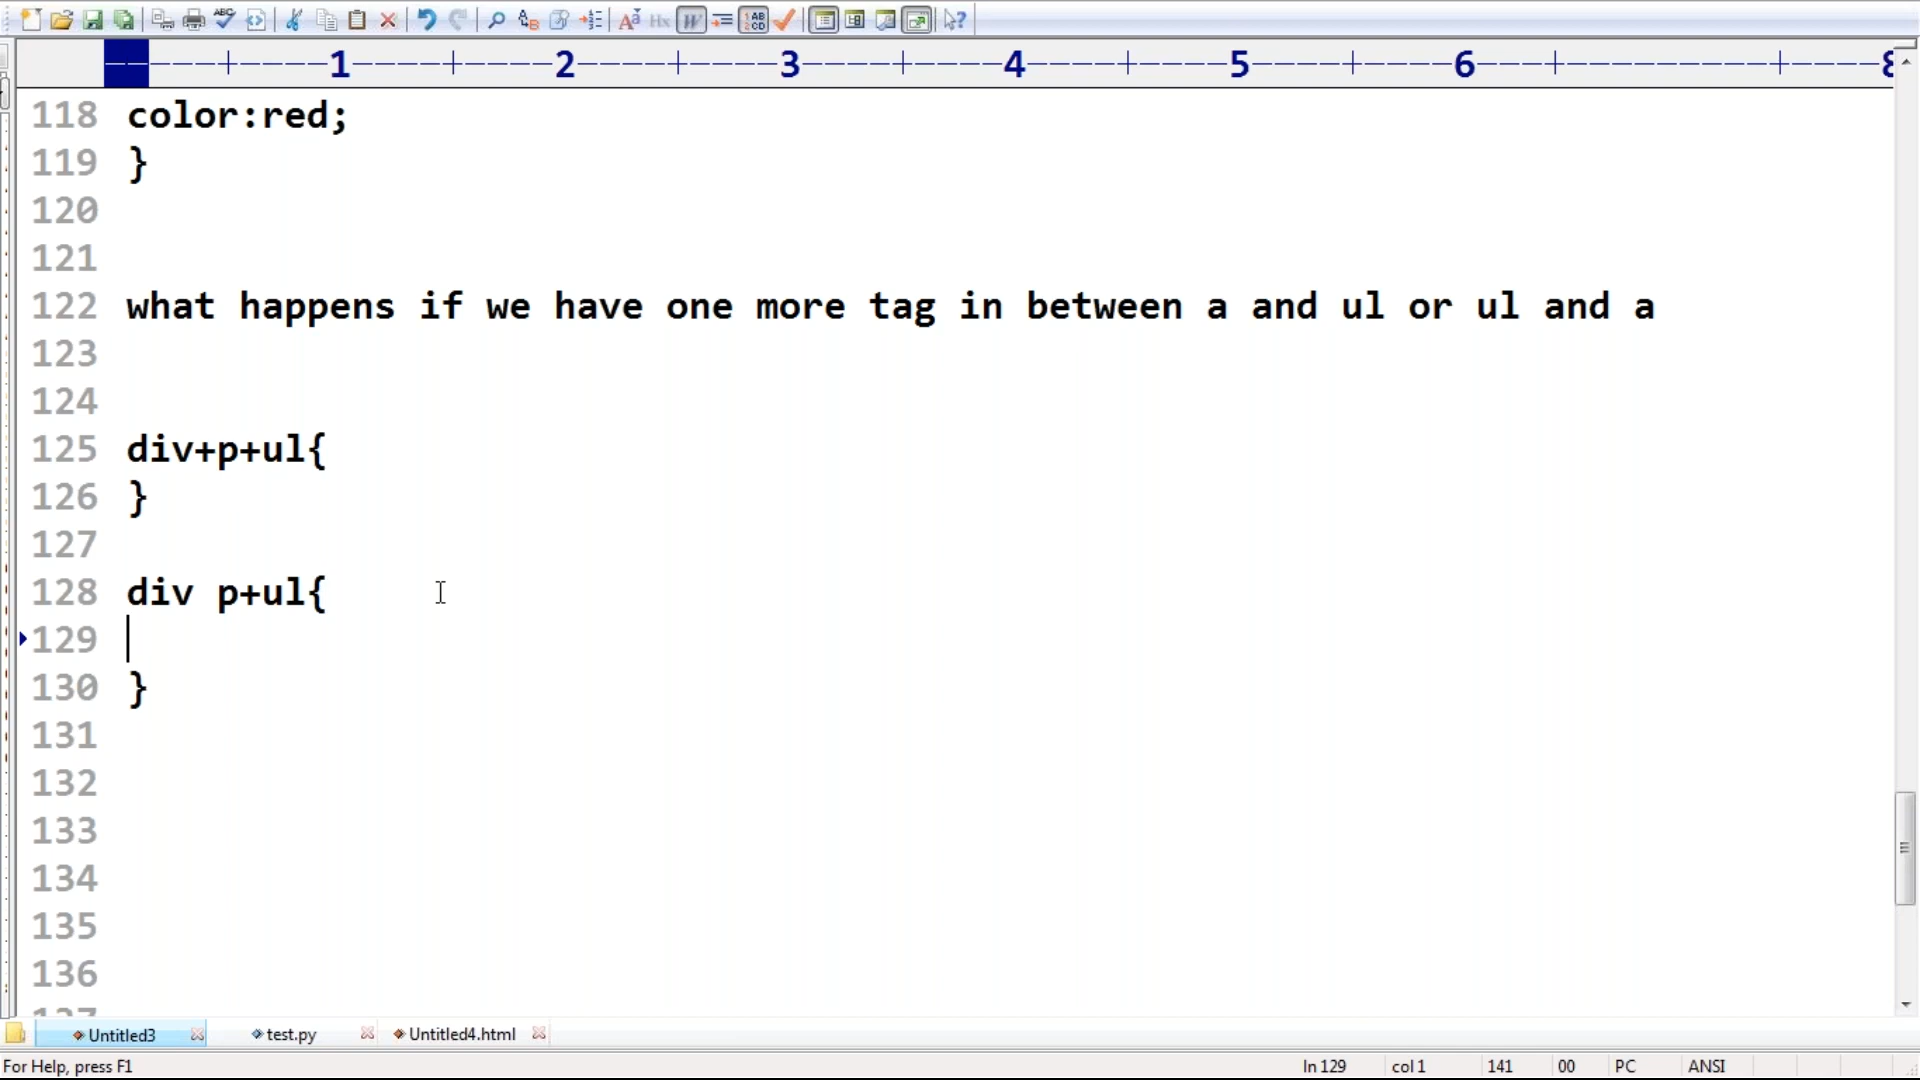 1 2 3 4 5 6
118 color:red;
119 }
120
121
122 what happens if we have one more tag in between a and ul or ul and a
123
124
125 div+p+ul{
126 }
127
128 div p+ul{
129
130 }
131
132
133
134
135
136
Untitled3 test.py Untitled4.html
For Help, press F1 ln 129 col 1 141 00 PC ANSI